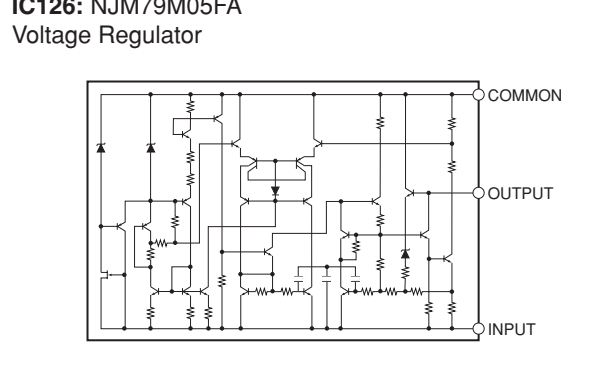 IC126: NJM79M05FA
Voltage Regulator
COMMON
OUTPUT
INPUT